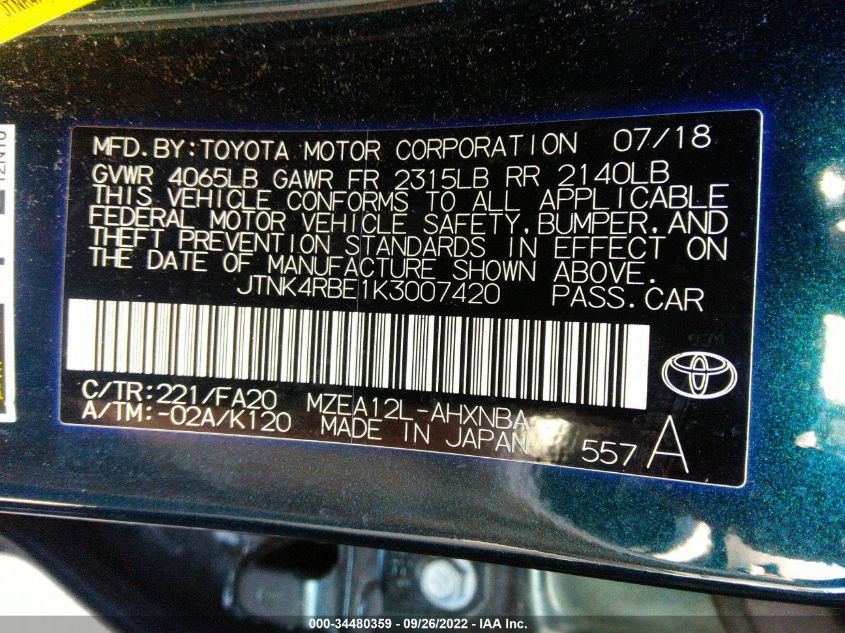 MFD.BY:TOYOTA MOTOR CORPORATION 07/18
GVWR 4065LB GAWR FR 2315LB RR 2140LB
THIS VEHICLE CONFORMS TO ALL APPLICABLE
FEDERAL MOTOR VEHICLE SAFETY,BUMPER,AND
THEFT PREVENTION STANDARDS IN EFFECT ON
THE DATE OF MANUFACTURE SHOWN ABOVE.
JTNK4RBE1K3007420 PASS.CAR
C/TR:221/FA20 MZEA12L-AHXNBA
A/TM:-02A/K120 MADE IN JAPAN
557 A
000-34480359 - 09/26/2022 - IAA Inc.